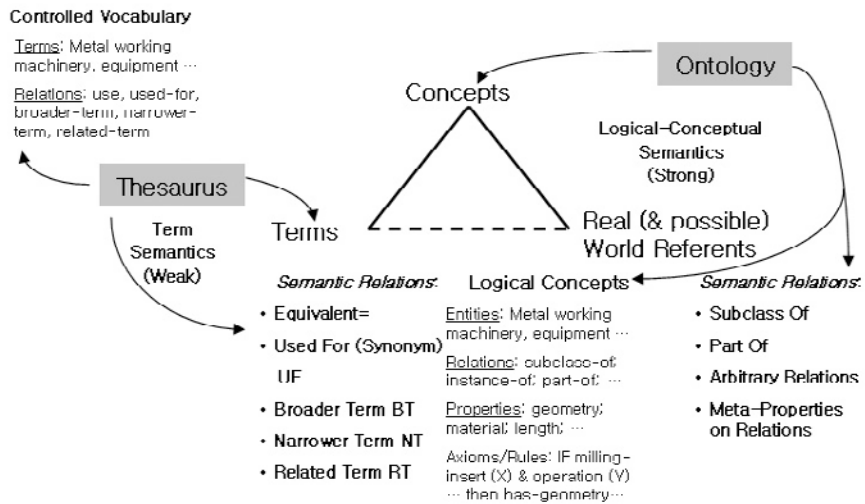 Controlled Vocabulary
Terms: Metal working
machinery, equipment ...
Relations: use, used-for,
broader-term, narrower-
term, related-term
Ontology
Concepts
Logical-Conceptual
Semantics
(Strong)
Thesaurus
Term
Semantics
(Weak)
Terms
Real (& possible)
World Referents
Semantic Relations:
• Equivalent=
• Used For (Synonym)
UF
• Broader Term BT
• Narrower Term NT
• Related Term RT
Logical Concepts
Entities: Metal working
machinery, equipment ...
Relations: subclass-of;
instance-of; part-of; ...
Properties: geometry;
material; length; ...
Axioms/Rules: IF milling-
insert (X) & operation (Y)
... then has-geometry...
Semantic Relations:
• Subclass Of
• Part Of
• Arbitrary Relations
• Meta-Properties
on Relations